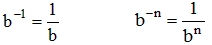 b⁻¹ = 1/b    b⁻ⁿ = 1/bⁿ